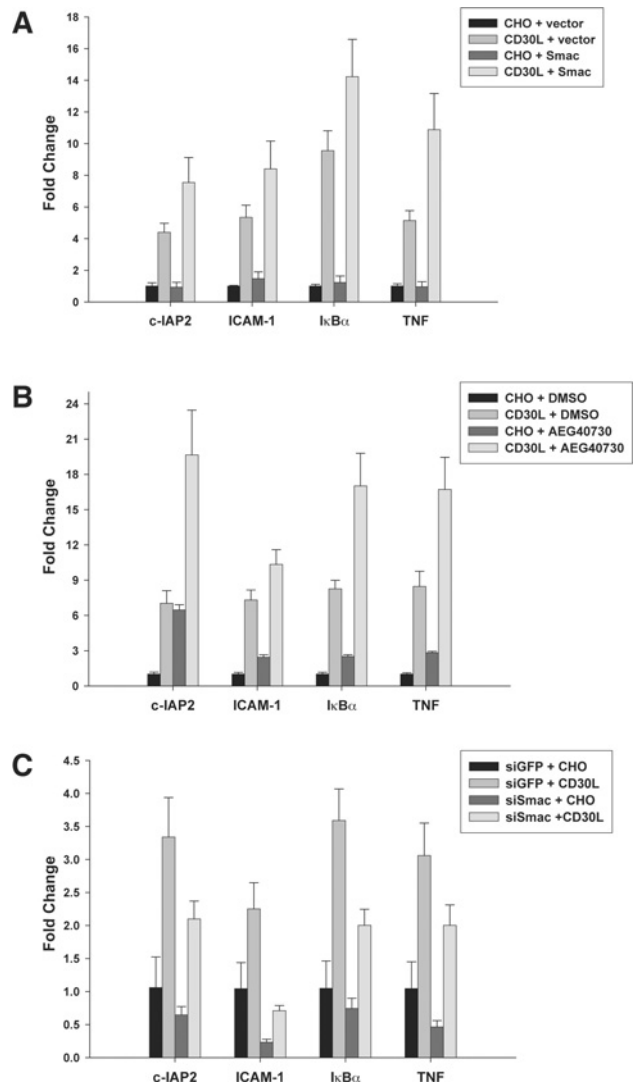 A
CHO + vector
CD30L + vector
CHO + Smac
CD30L + Smac
Fold Change
18
16
14
12
10
8
6
4
2
0
c-IAP2 ICAM-1 IκBα TNF
B
CHO + DMSO
CD30L + DMSO
CHO + AEG40730
CD30L + AEG40730
Fold Change
24
21
18
15
12
9
6
3
0
c-IAP2 ICAM-1 IκBα TNF
C
siGFP + CHO
siGFP + CD30L
siSmac + CHO
siSmac +CD30L
Fold Change
4.5
4.0
3.5
3.0
2.5
2.0
1.5
1.0
0.5
0.0
c-IAP2 ICAM-1 IκBα TNF